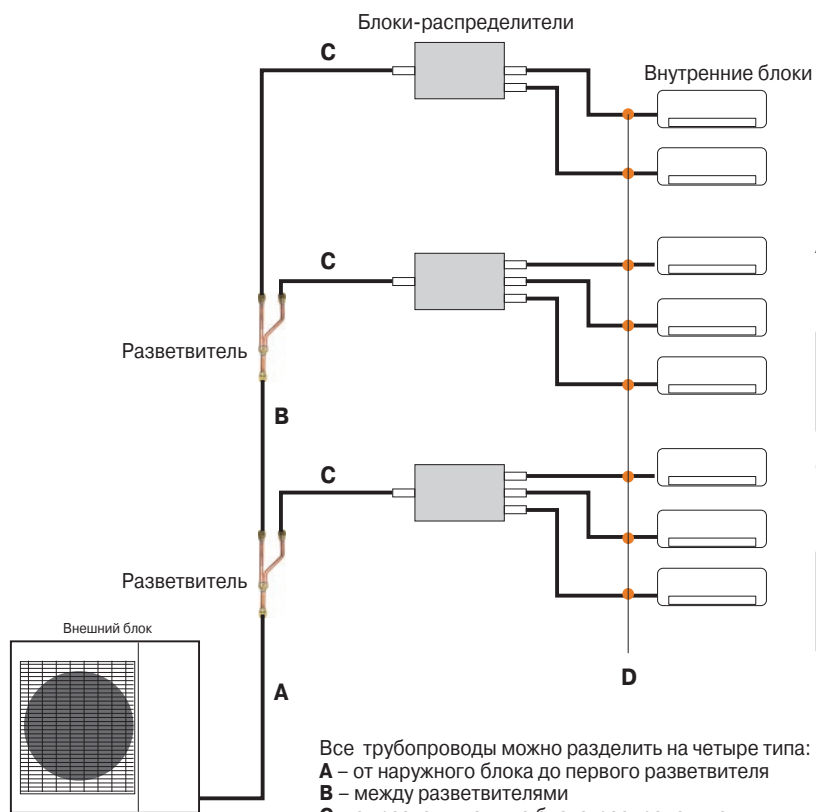 Блоки-распределители
C
Внутренние блоки
C
Разветвитель
B
C
Разветвитель
Внешний блок
A
D
Все трубопроводы можно разделить на четыре типа:
A – от наружного блока до первого разветвителя
B – между разветвителями